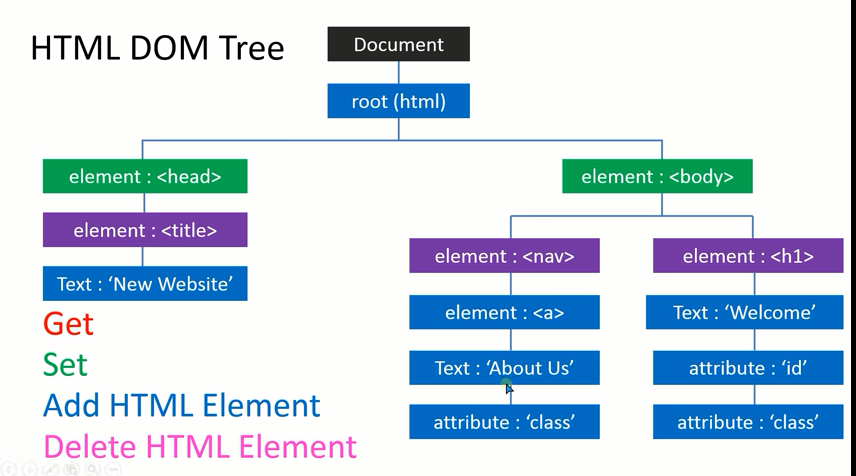 HTML DOM Tree
Document
root (html)
element : <head>
element : <body>
element : <title>
element : <nav>
element : <h1>
Text : ‘New Website’
element : <a>
Text : ‘Welcome’
Get
Set
Text : ‘About Us’
attribute : ‘id’
Add HTML Element
attribute : ‘class’
attribute : ‘class’
Delete HTML Element